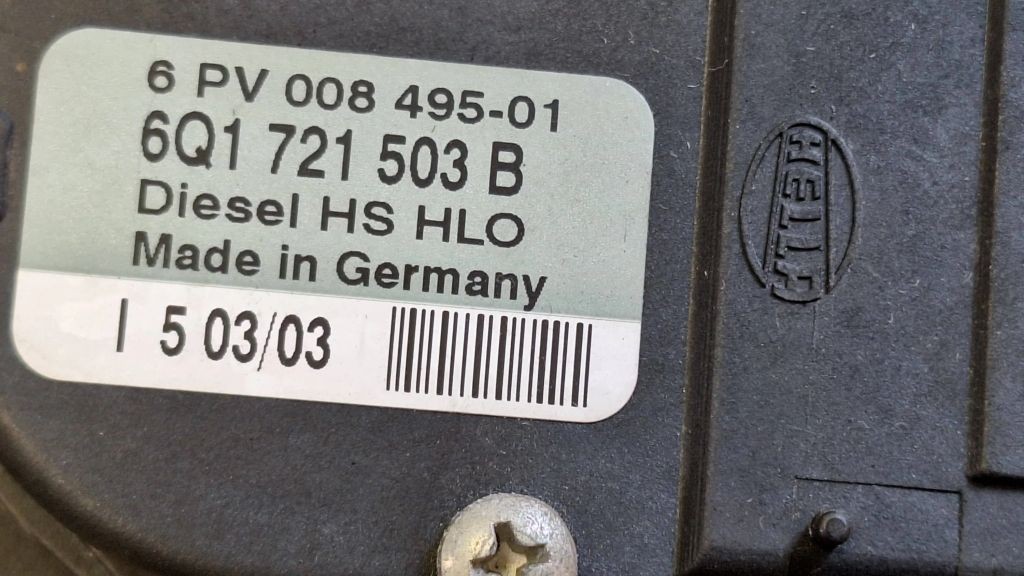 6 PV 008 495-01
6Q1 721 503 B
Diesel HS HLO
Made in Germany
I 5 03/03
HELLA